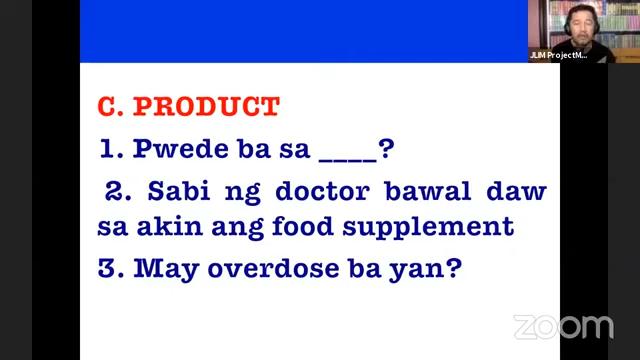 JLIM ProjectM...
C. PRODUCT
1. Pwede ba sa ____?
2. Sabi ng doctor bawal daw
sa akin ang food supplement
3. May overdose ba yan?
zoom